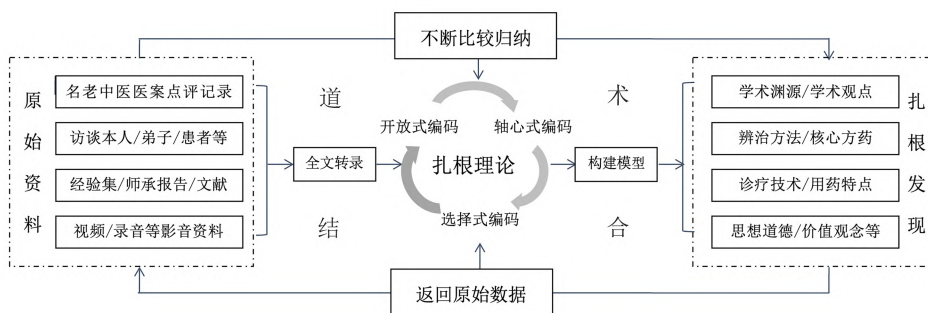 不断比较归纳
原始资料
名老中医医案点评记录
访谈本人/弟子/患者等
经验集/师承报告/文献
视频/录音等影音资料
全文转录
道
术
结
合
开放式编码
轴心式编码
扎根理论
选择式编码
构建模型
学术渊源/学术观点
辨治方法/核心方药
诊疗技术/用药特点
思想道德/价值观念等
扎根发现
返回原始数据